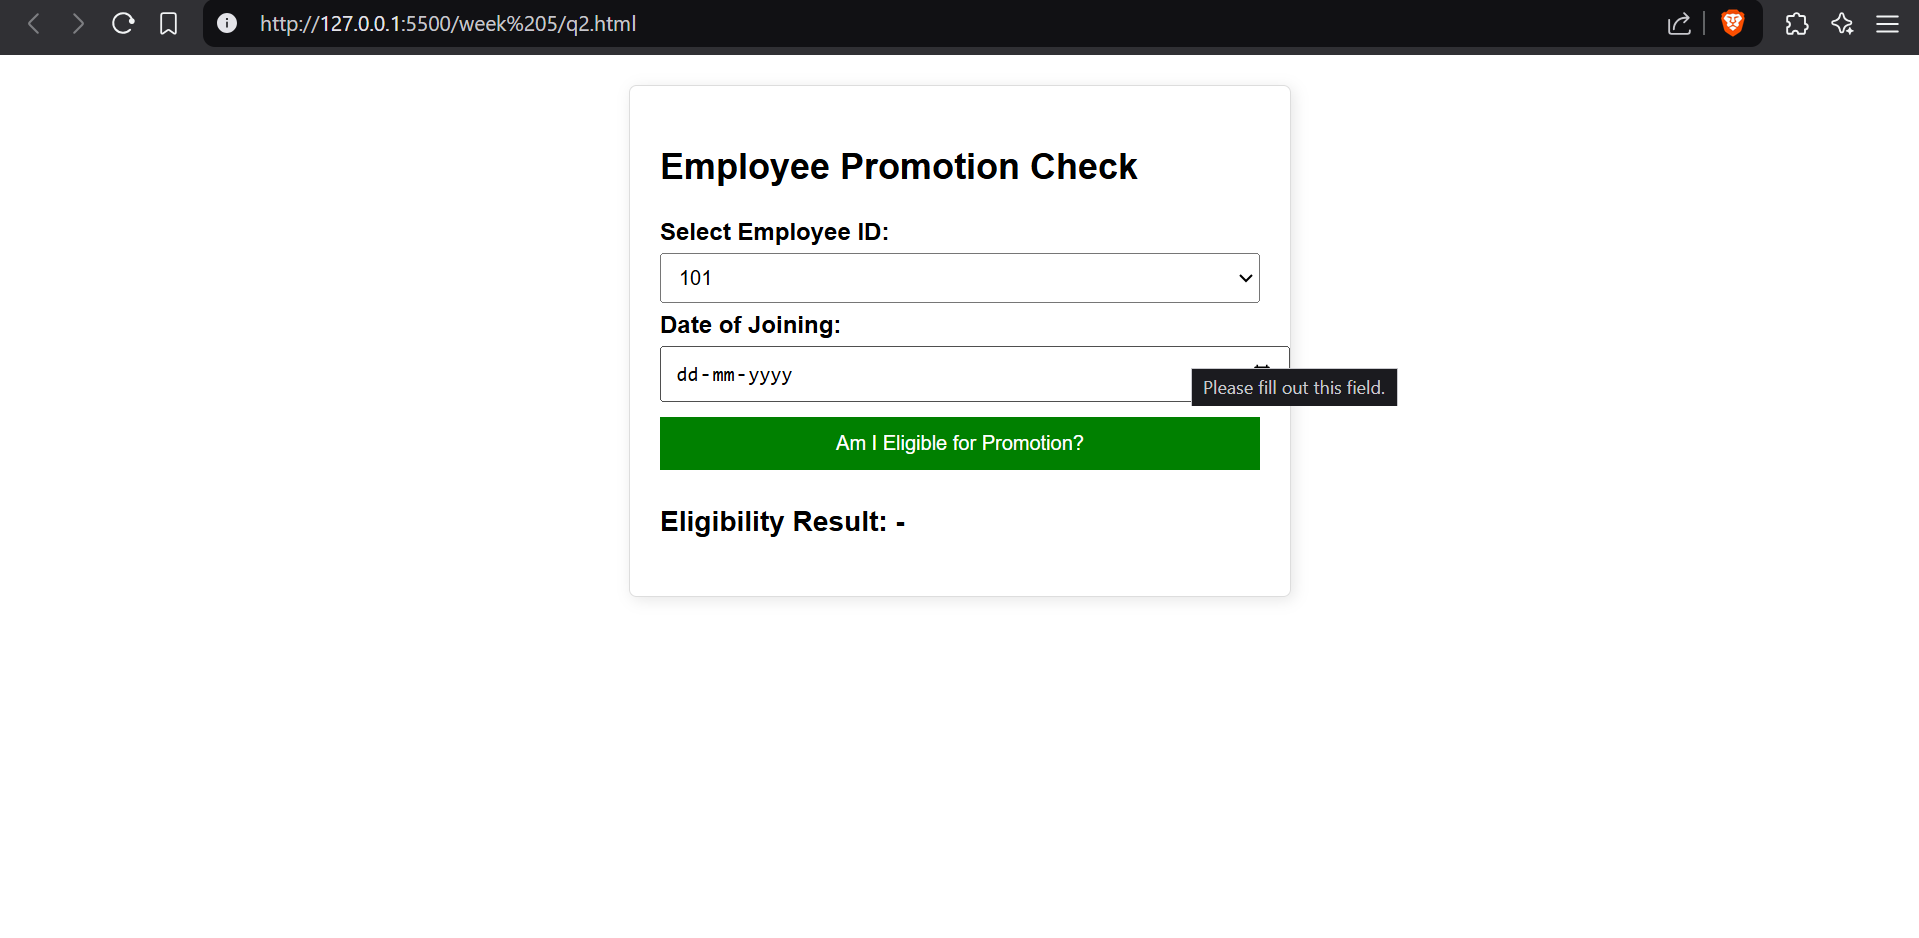 http://127.0.0.1:5500/week%205/q2.html
Employee Promotion Check
Select Employee ID:
101
Date of Joining:
dd-mm-yyyy
Please fill out this field.
Am I Eligible for Promotion?
Eligibility Result: -